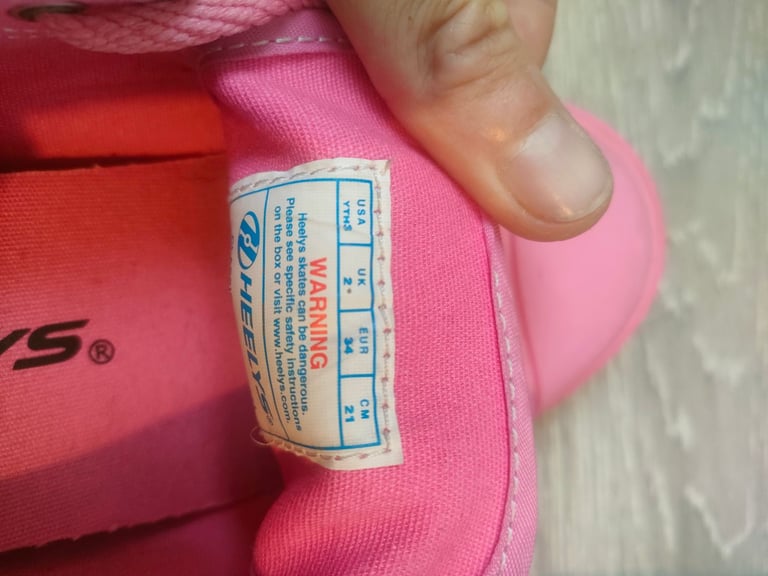 USA UK EUR CM
YTH3 2* 34 21
WARNING
Heelys skates can be dangerous.
Please see specific safety instructions
on the box or visit www.heelys.com.
HEELYS®
YS®